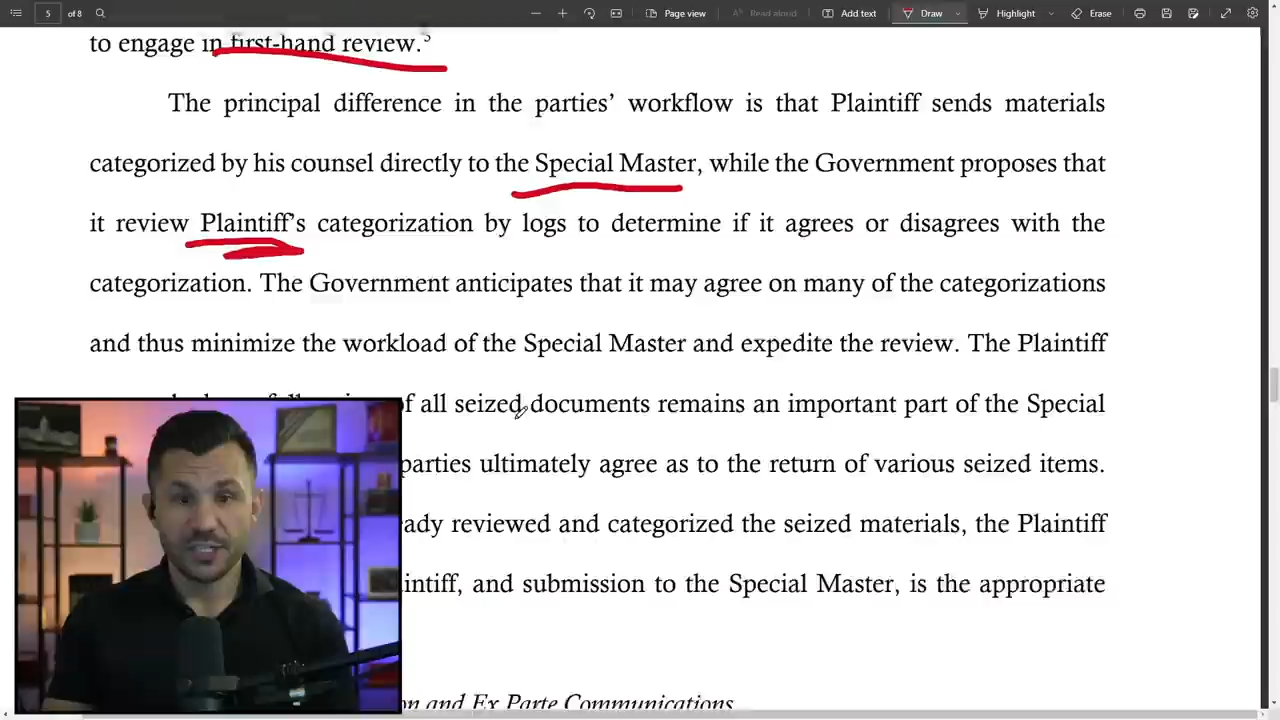 5 of 8 Page view Read aloud Add text Draw Highlight Erase
to engage in first-hand review.5
The principal difference in the parties’ workflow is that Plaintiff sends materials
categorized by his counsel directly to the Special Master, while the Government proposes that
it review Plaintiff’s categorization by logs to determine if it agrees or disagrees with the
categorization. The Government anticipates that it may agree on many of the categorizations
and thus minimize the workload of the Special Master and expedite the review. The Plaintiff
of all seized documents remains an important part of the Special
parties ultimately agree as to the return of various seized items.
reviewed and categorized the seized materials, the Plaintiff
and submission to the Special Master, is the appropriate
and Ex Parte Communications